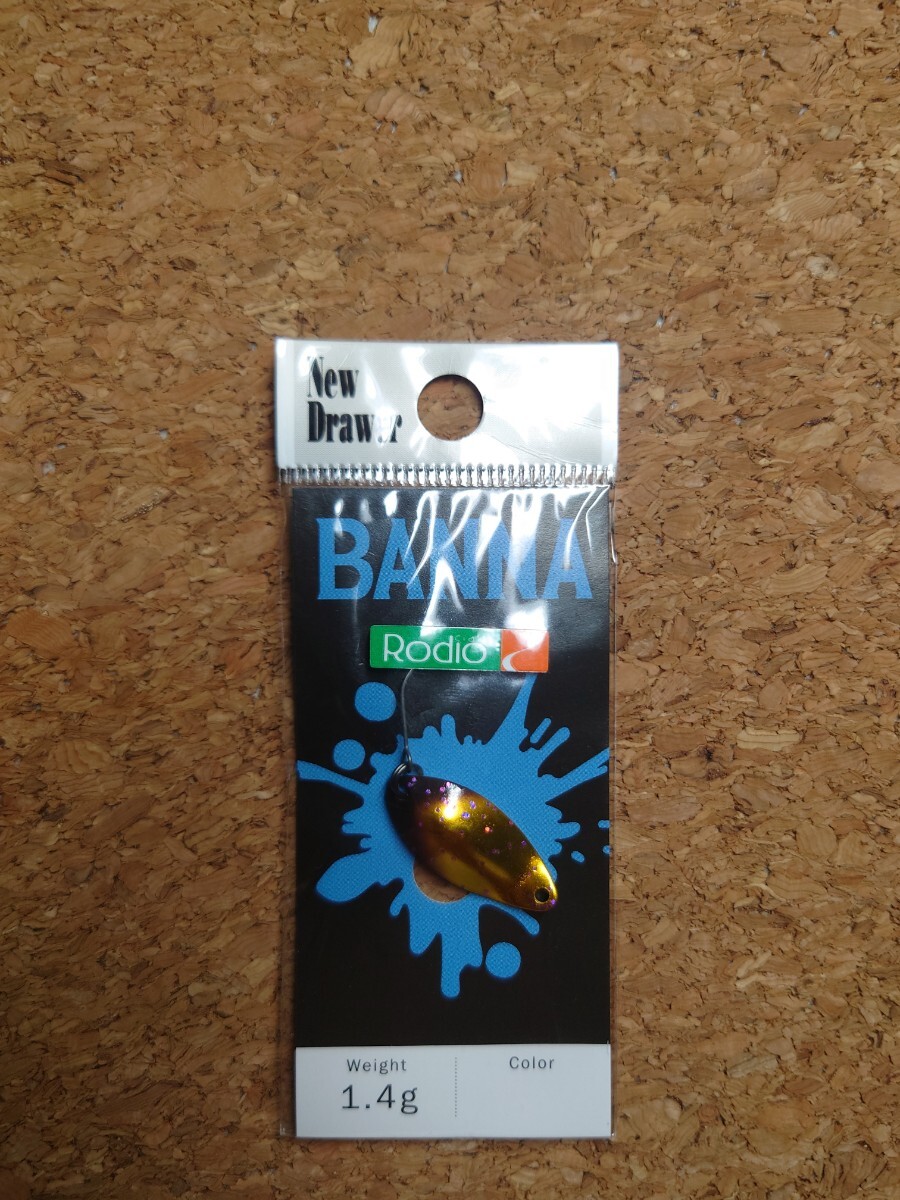 New
Drawer
BANNA
Rodio
Weight
Color
1.4g